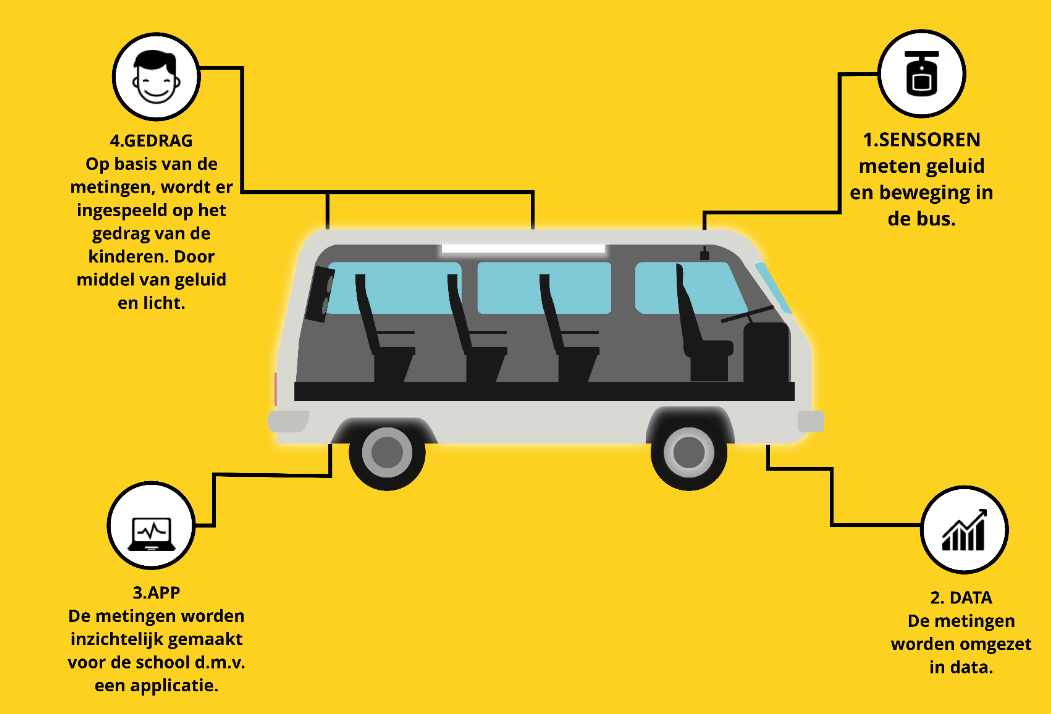 1.SENSOREN
meten geluid
en beweging in
de bus.
2. DATA
De metingen
worden omgezet
in data.
3.APP
De metingen worden
inzichtelijk gemaakt
voor de school d.m.v.
een applicatie.
4.GEDRAG
Op basis van de
metingen, wordt er
ingespeeld op het
gedrag van de
kinderen. Door
middel van geluid
en licht.